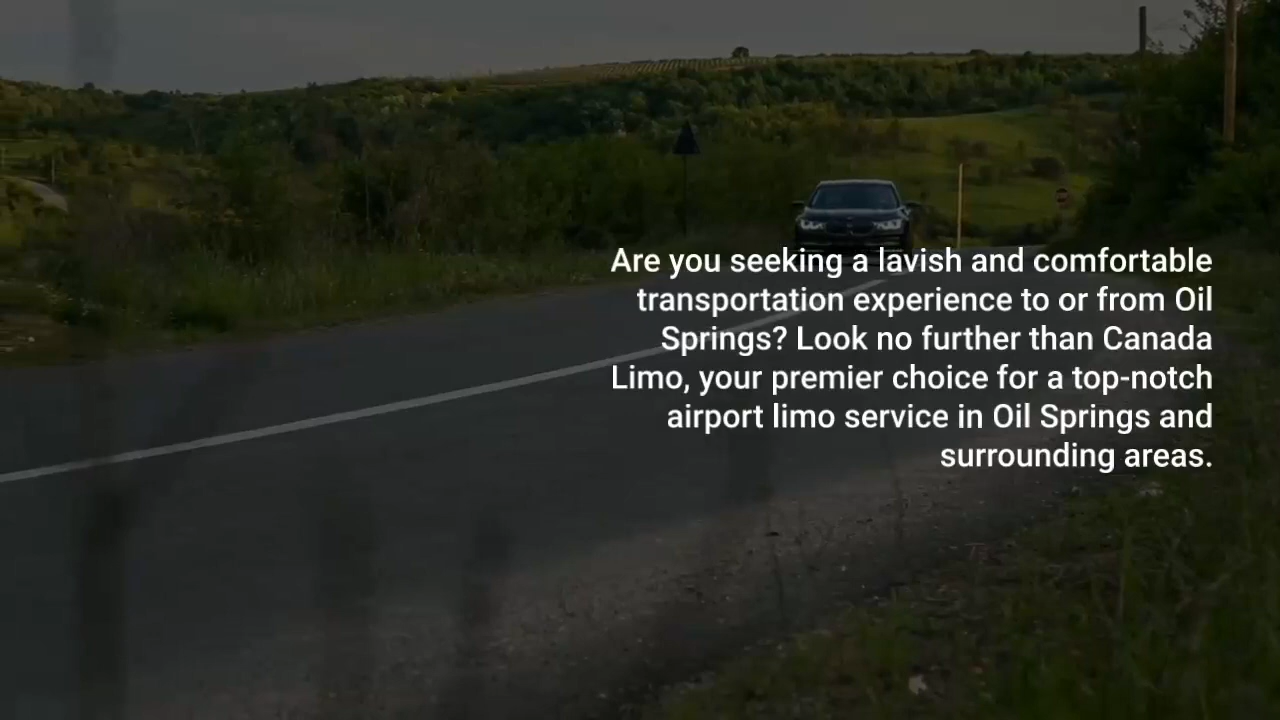 Are you seeking a lavish and comfortable
transportation experience to or from Oil
Springs? Look no further than Canada
Limo, your premier choice for a top-notch
airport limo service in Oil Springs and
surrounding areas.